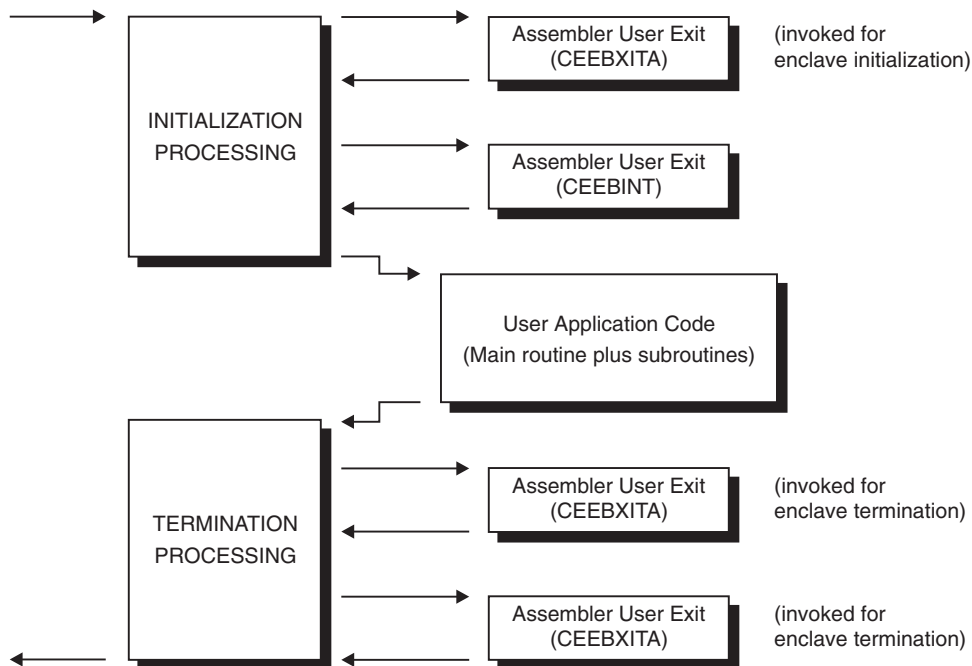 Assembler User Exit
(CEEBXITA)
(invoked for
enclave initialization)
INITIALIZATION
PROCESSING
Assembler User Exit
(CEEBINT)
User Application Code
(Main routine plus subroutines)
Assembler User Exit
(CEEBXITA)
(invoked for
enclave termination)
TERMINATION
PROCESSING
Assembler User Exit
(CEEBXITA)
(invoked for
enclave termination)